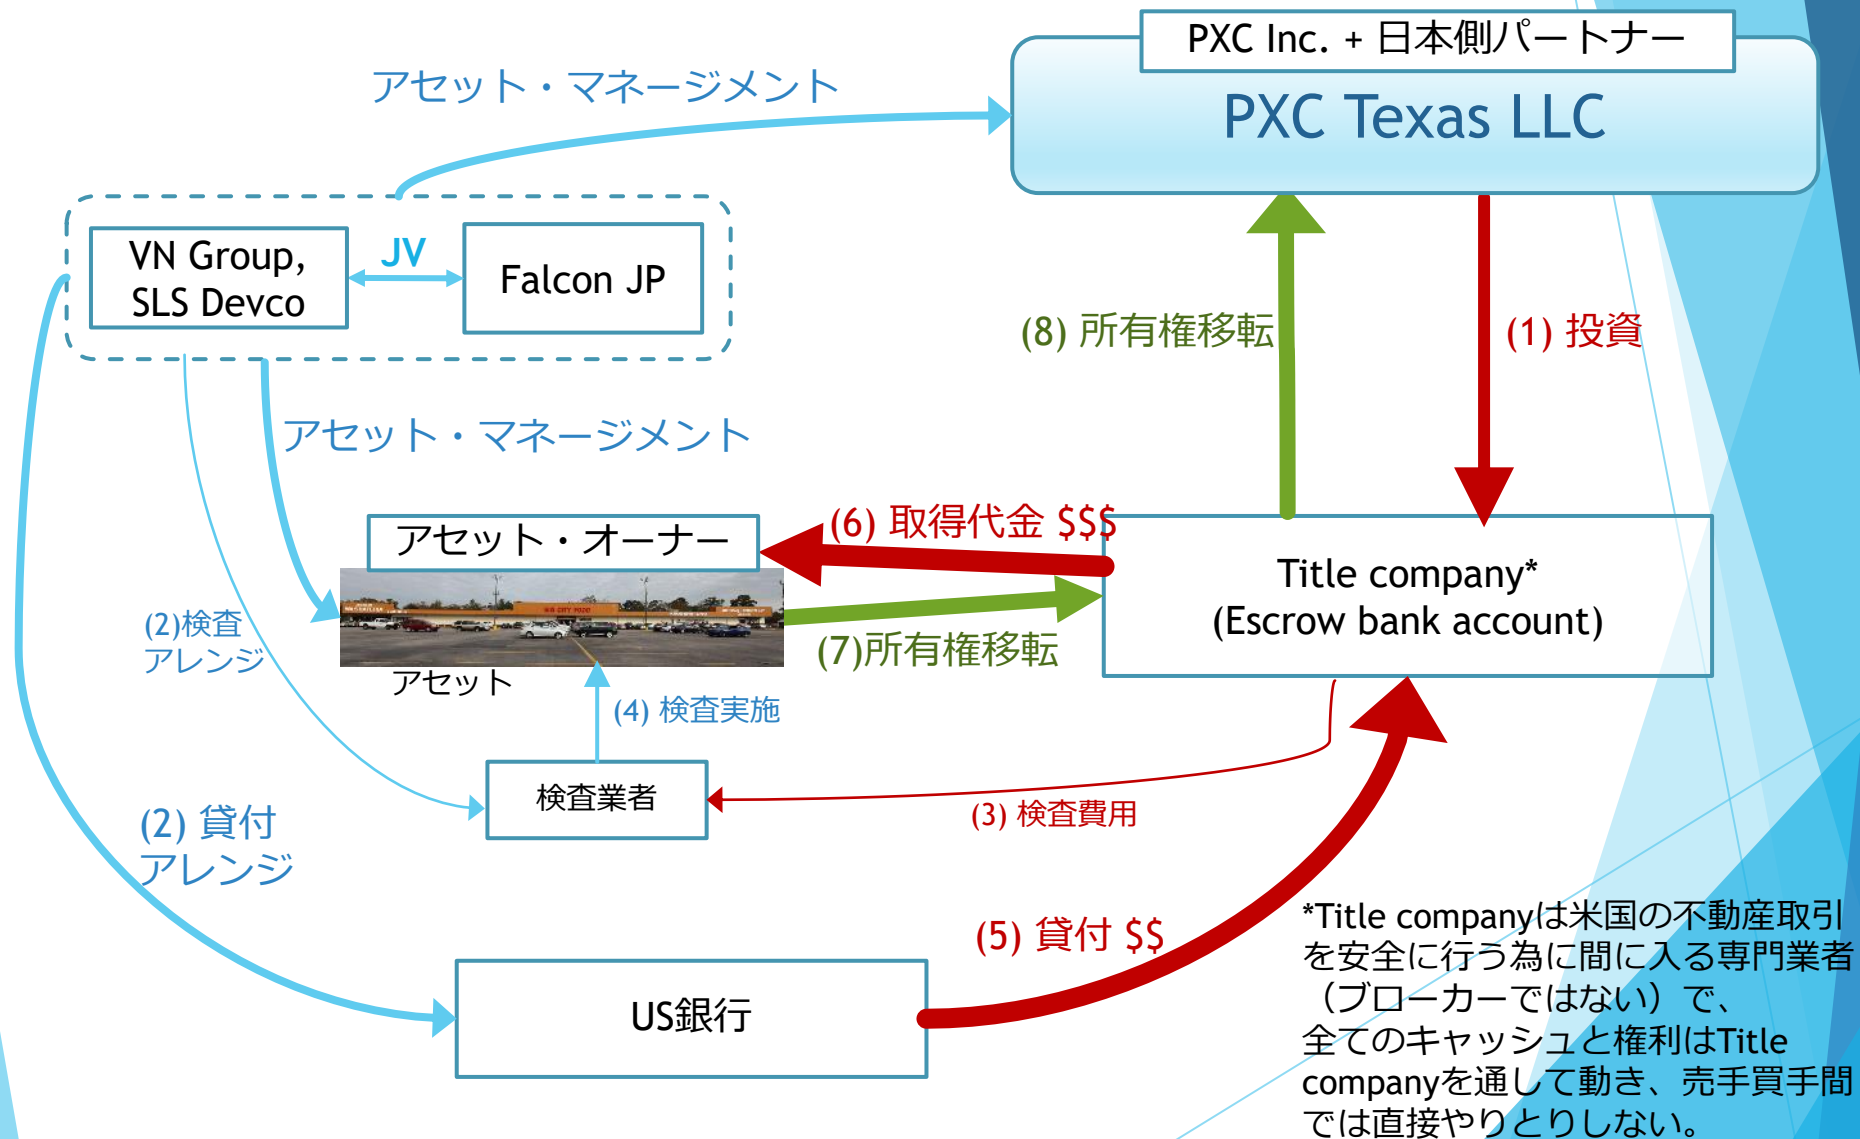 PXC Inc. + 日本側パートナー
アセット・マネージメント
PXC Texas LLC
VN Group,
SLS Devco
JV
Falcon JP
(8) 所有権移転
(1) 投資
アセット・マネージメント
(6) 取得代金 $$$
アセット・オーナー
Title company*
(Escrow bank account)
(2)検査
アレンジ
(7)所有権移転
アセット
(4) 検査実施
検査業者
(3) 検査費用
(2) 貸付
アレンジ
(5) 貸付 $$
US銀行
*Title companyは米国の不動産取引
を安全に行う為に間に入る専門業者
（ブローカーではない）で、
全てのキャッシュと権利はTitle
companyを通して動き、売手買手間
では直接やりとりしない。